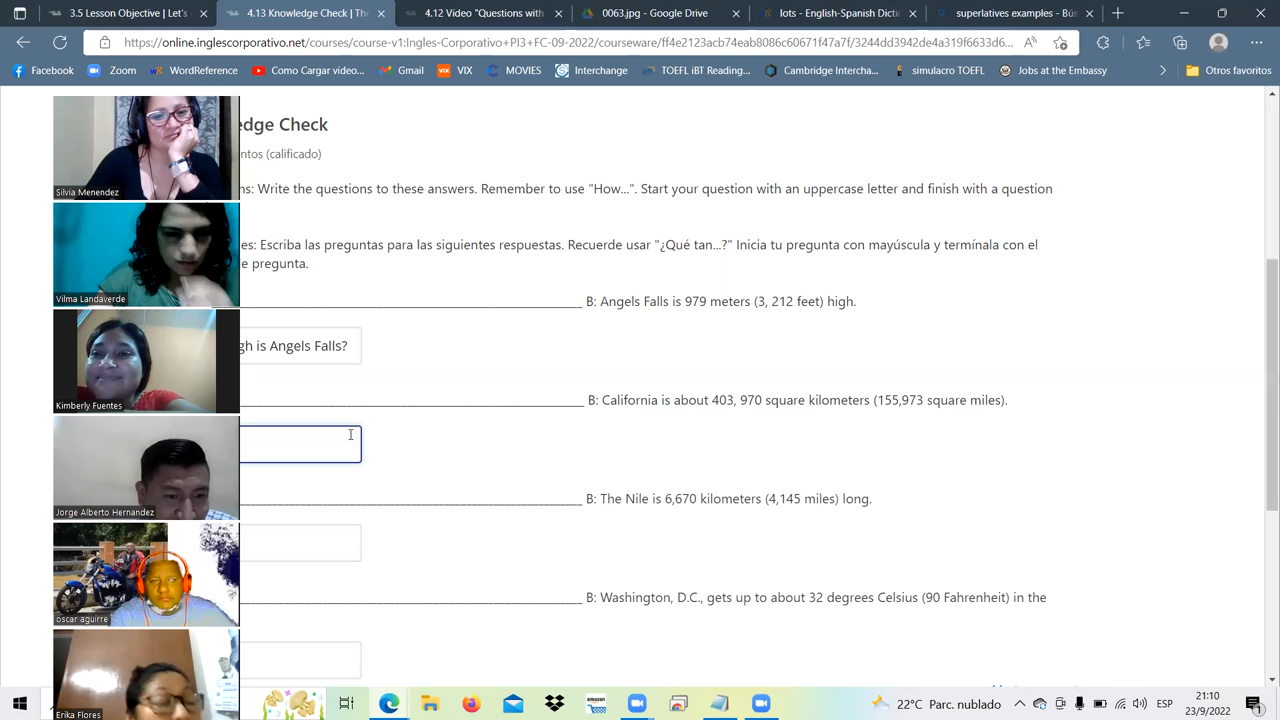 3.5 Tarea |
4.13 Knowledge Check | The
4.12 Video "Questions with
0063.jpg - Google Drive
tops - English-Spanish Dictio
superlatives examples - Bús
https://online.inglescorporativo.net/courses/course-v1:Ingles-Corporativo+PI3+FC-09-2022/courseware/ff4e2123acb74eab8086c60671f47a7f/3244dd3942de4a319f6633d6...
Facebook
Zoom
WordReference
Como Cargar video...
Gmail
VIX
MOVIES
Interchange
TOEFL iBT Reading...
Cambridge Intercha...
simulacro TOEFL
Jobs at the Embassy
Otros favoritos
edge Check
ntos (calificado)
ns: Write the questions to these answers. Remember to use "How...". Start your question with an uppercase letter and finish with a question
es: Escriba las preguntas para las siguientes respuestas. Recuerde usar "¿Qué tan...?" Inicia tu pregunta con mayúscula y termínala con el
e pregunta.
B: Angels Falls is 979 meters (3, 212 feet) high.
gh is Angels Falls?
B: California is about 403, 970 square kilometers (155,973 square miles).
B: The Nile is 6,670 kilometers (4,145 miles) long.
B: Washington, D.C., gets up to about 32 degrees Celsius (90 Fahrenheit) in the
Silvia Menendez
Vilma Landaverde
Kimberly Fuentes
Jorge Alberto Hernandez
oscar aguirre
Erika Flores
amazon
22°C Parc. nublado
ESP
21:10
23/9/2022